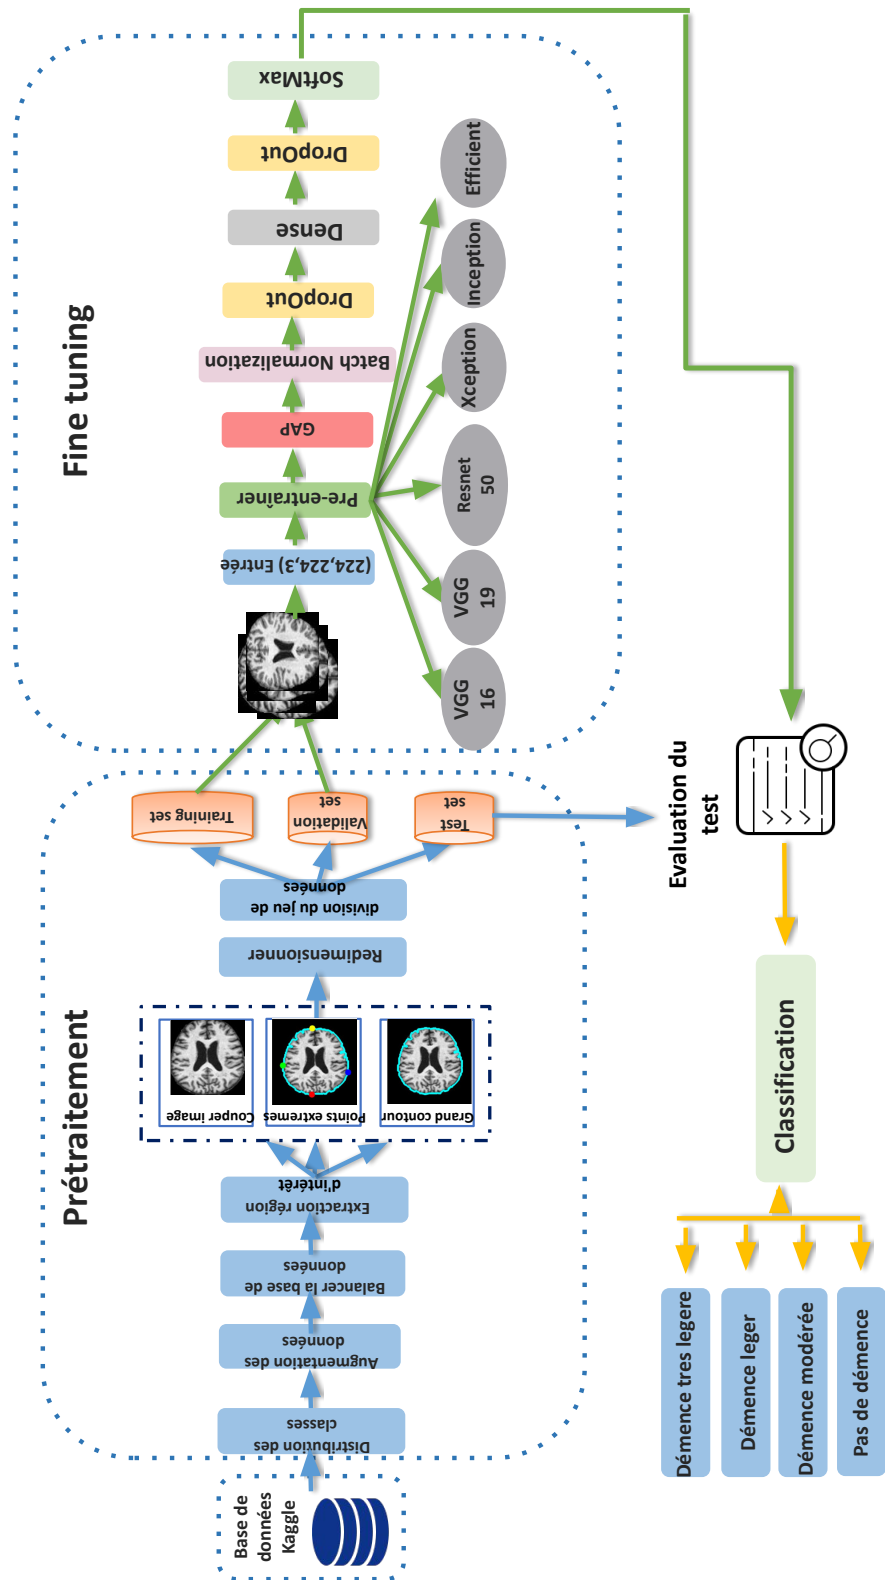 Base de
données
Kaggle
Prétraitement
Distribution des
classes
Augmentation des
données
Balancer la base de
données
Extraction région
d'intérêt
Couper image
Points extremes
Grand contour
Redimensionner
division du jeu de
données
Training set
Validation
set
Test
set
Fine tuning
(224,224,3) Entrée
Pre-entraîner
GAP
Batch Normalization
DropOut
Dense
DropOut
SoftMax
VGG
16
VGG
19
Resnet
50
Xception
Inception
Efficient
Evaluation du
test
Classification
Démence tres legere
Démence leger
Démence modérée
Pas de démence